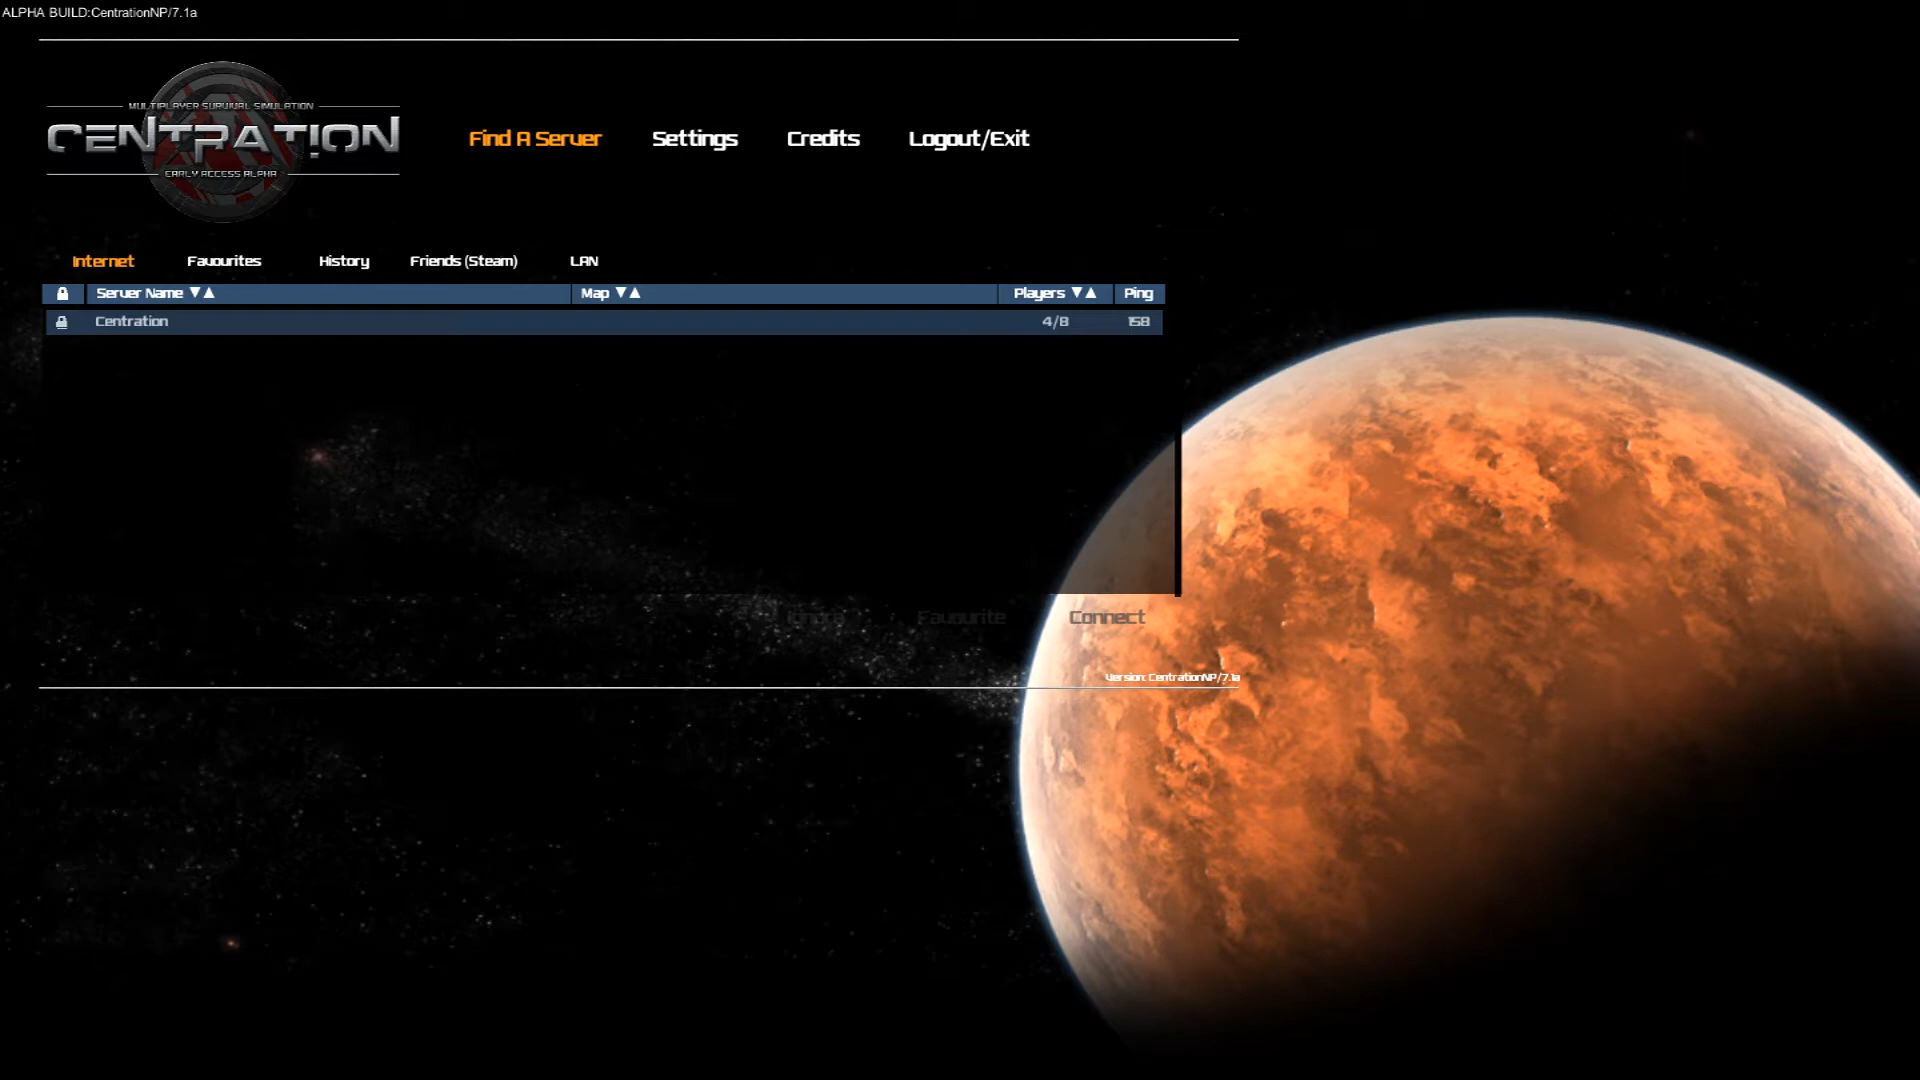 ALPHA BUILD:CentrationNP/7.1a
MULTIPLAYER SURVIVAL SIMULATION
CENTRATION
EARLY ACCESS ALPHA
Find A Server Settings Credits Logout/Exit
Internet Favourites History Friends (Steam) LAN
Server Name ▼▲ Map ▼▲ Players ▼▲ Ping
Centration 4/8 158
Ignore Favourite Connect
Version: CentrationNP/7.1a